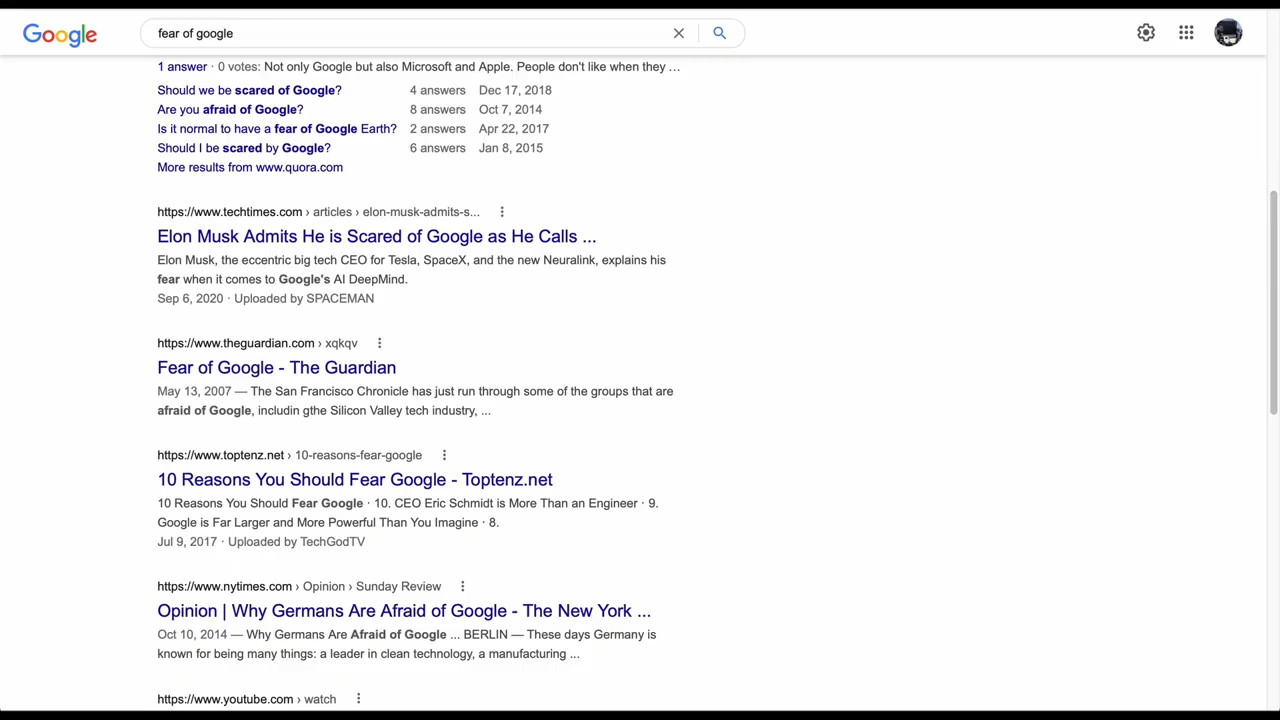 Google
fear of google
1 answer · 0 votes: Not only Google but also Microsoft and Apple. People don't like when they …
Should we be scared of Google? 4 answers Dec 17, 2018
Are you afraid of Google? 8 answers Oct 7, 2014
Is it normal to have a fear of Google Earth? 2 answers Apr 22, 2017
Should I be scared by Google? 6 answers Jan 8, 2015
More results from www.quora.com
https://www.techtimes.com › articles › elon-musk-admits-s...
Elon Musk Admits He is Scared of Google as He Calls ...
Elon Musk, the eccentric big tech CEO for Tesla, SpaceX, and the new Neuralink, explains his
fear when it comes to Google's AI DeepMind.
Sep 6, 2020 · Uploaded by SPACEMAN
https://www.theguardian.com › xqkqv
Fear of Google - The Guardian
May 13, 2007 — The San Francisco Chronicle has just run through some of the groups that are
afraid of Google, includin gthe Silicon Valley tech industry, ...
https://www.toptenz.net › 10-reasons-fear-google
10 Reasons You Should Fear Google - Toptenz.net
10 Reasons You Should Fear Google · 10. CEO Eric Schmidt is More Than an Engineer · 9.
Google is Far Larger and More Powerful Than You Imagine · 8.
Jul 9, 2017 · Uploaded by TechGodTV
https://www.nytimes.com › Opinion › Sunday Review
Opinion | Why Germans Are Afraid of Google - The New York ...
Oct 10, 2014 — Why Germans Are Afraid of Google ... BERLIN — These days Germany is
known for being many things: a leader in clean technology, a manufacturing ...
https://www.youtube.com › watch